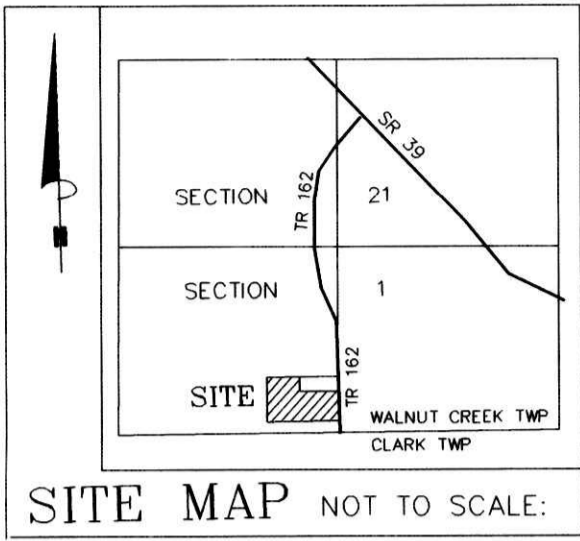 SR 39
SECTION 21
TR 162
SECTION 1
TR 162
SITE
WALNUT CREEK TWP
CLARK TWP
N
SITE MAP NOT TO SCALE: